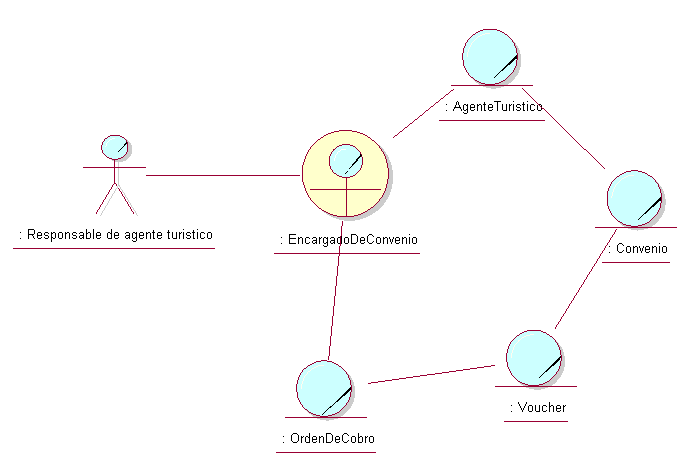 : AgenteTuristico
: Responsable de agente turistico
: EncargadoDeConvenio
: Convenio
: Voucher
: OrdenDeCobro